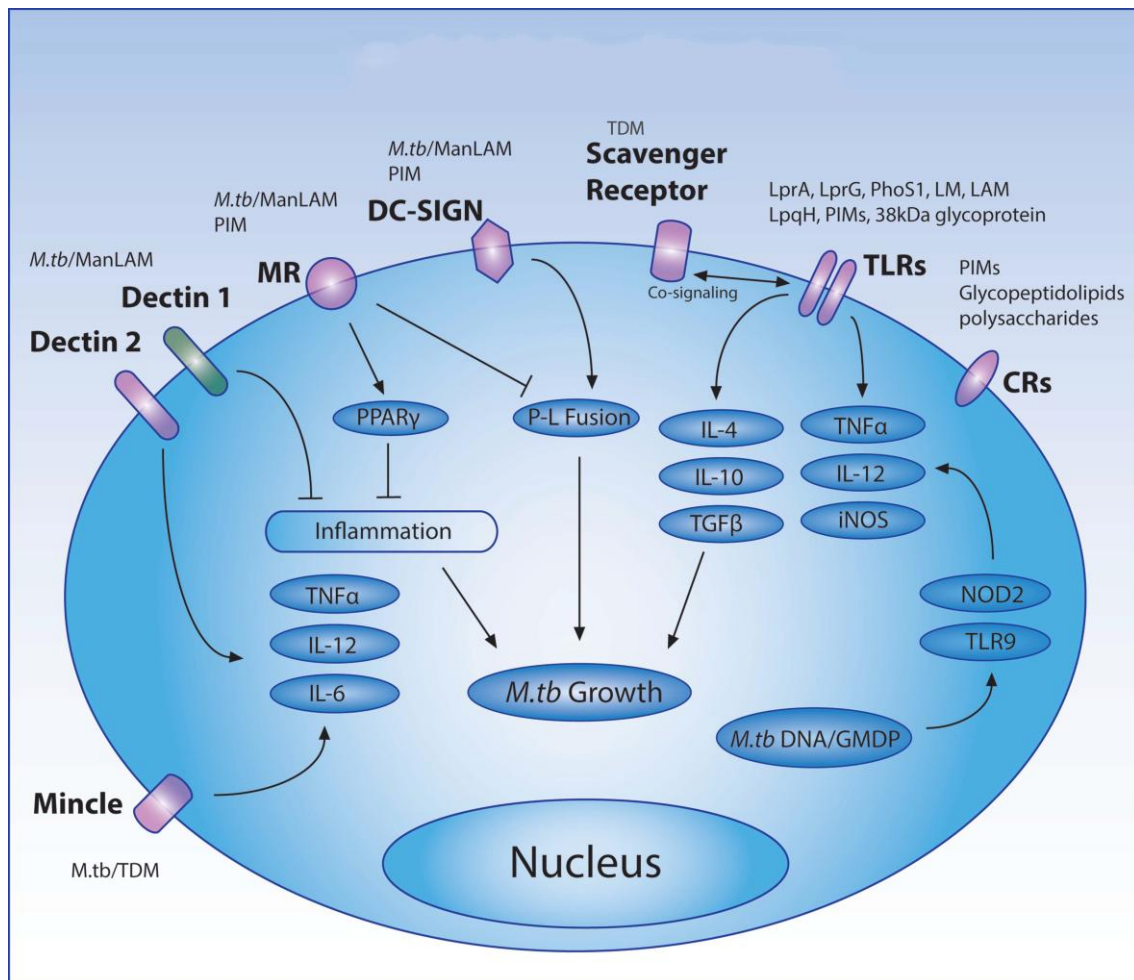 TDM
Scavenger
Receptor
M.tb/ManLAM
PIM
DC-SIGN
M.tb/ManLAM
PIM
MR
LprA, LprG, PhoS1, LM, LAM
LpqH, PIMs, 38kDa glycoprotein
TLRs
M.tb/ManLAM
Dectin 1
Dectin 2
PIMs
Glycopeptidolipids
polysaccharides
CRs
Co-signaling
PPARγ
P-L Fusion
IL-4
IL-10
TGFβ
TNFα
IL-12
iNOS
Inflammation
TNFα
IL-12
IL-6
M.tb Growth
NOD2
TLR9
M.tb DNA/GMDP
Mincle
M.tb/TDM
Nucleus